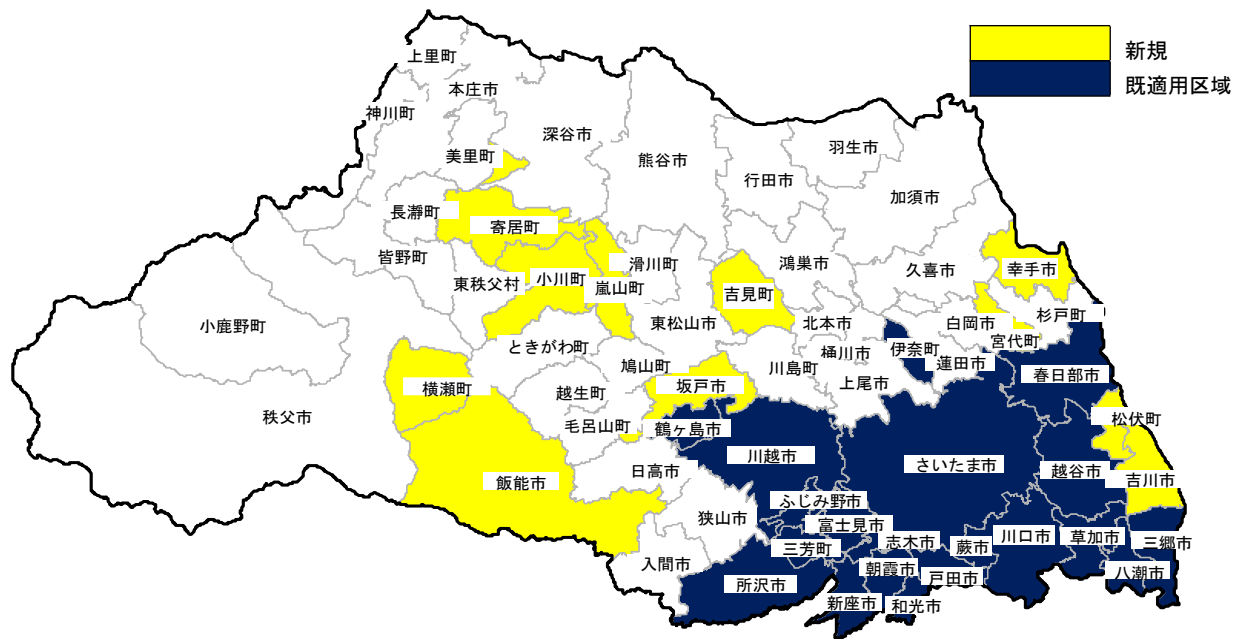 新規
既適用区域
上里町
本庄市
神川町
美里町
深谷市
熊谷市
行田市
羽生市
加須市
長瀞町
寄居町
皆野町
東秩父村
小川町
嵐山町
滑川町
吉見町
鴻巣市
久喜市
幸手市
小鹿野町
東松山市
北本市
白岡市
杉戸町
宮代町
ときがわ町
鳩山町
川島町
桶川市
伊奈町
蓮田市
横瀬町
越生町
坂戸市
上尾市
春日部市
秩父市
毛呂山町
鶴ヶ島市
松伏町
川越市
さいたま市
越谷市
飯能市
日高市
吉川市
ふじみ野市
狭山市
富士見市
入間市
三芳町
志木市
蕨市
川口市
草加市
三郷市
所沢市
朝霞市
戸田市
八潮市
新座市
和光市